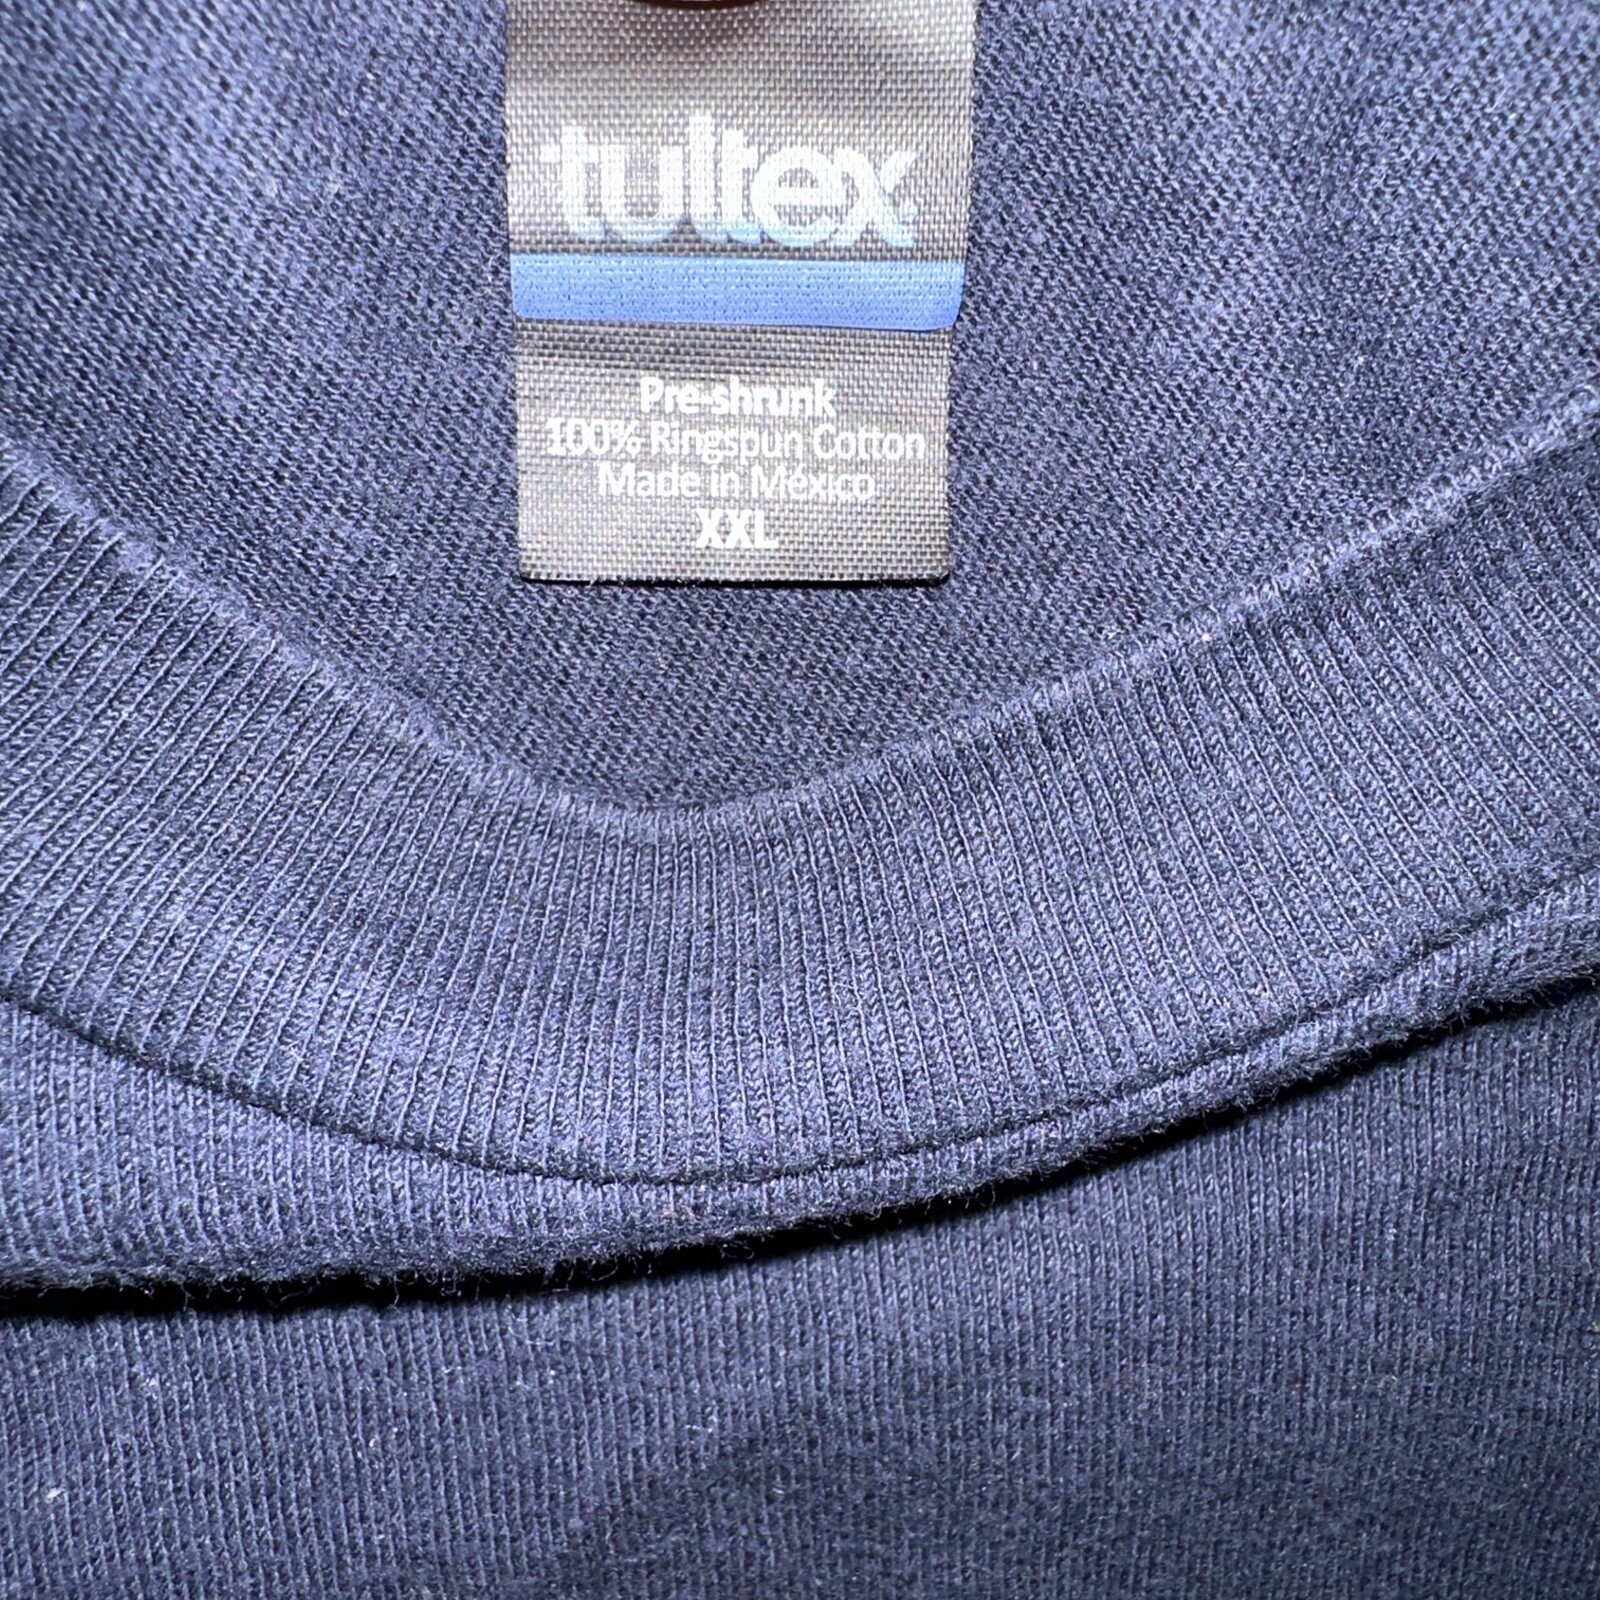 tultex
Pre-shrunk
100% Ringspun Cotton
Made in México
XXL